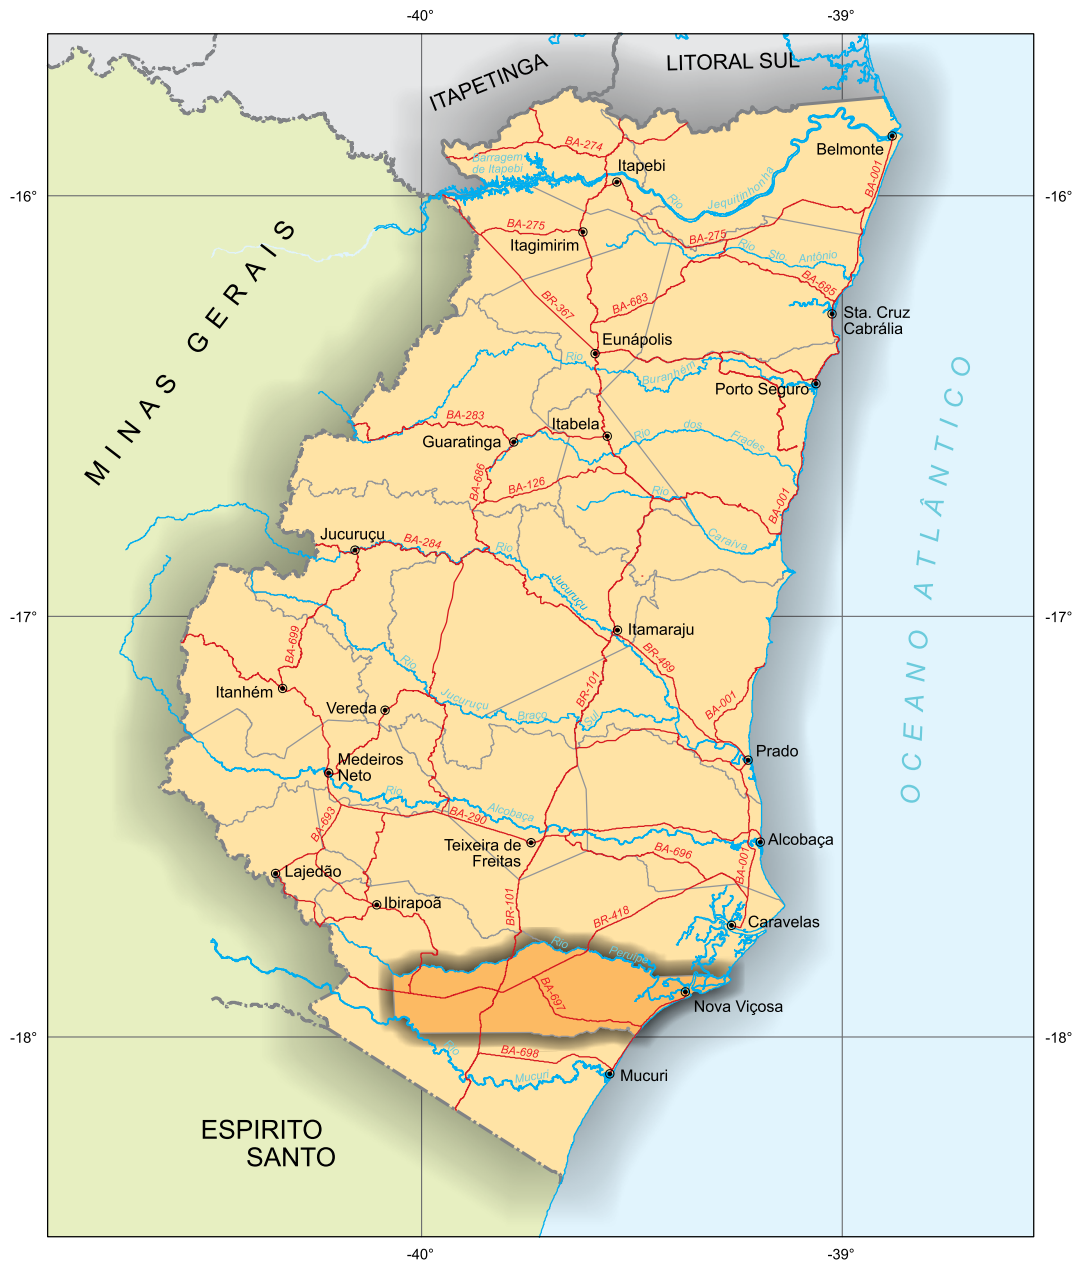 -40°
-39°
ITAPETINGA
LITORAL SUL
BA-274
Barragem
de Itapebi
Itapebi
Belmonte
BA-001
Rio
Jequitinhonha
-16°
-16°
BA-275
Itagimirim
BA-275
Rio
Sto.
Antônio
BA-685
MINAS GERAIS
BR-367
BA-683
Sta. Cruz
Cabrália
Eunápolis
Rio
Buranhém
Porto Seguro
BA-283
Guaratinga
Itabela
Rio
dos
Frades
BA-686
BA-126
Rio
Caraíva
BA-001
OCEANO ATLÂNTICO
Jucuruçu
BA-284
Rio
Jucuruçu
-17°
-17°
Itamaraju
BA-699
BR-489
Itanhém
Rio
Jucuruçu
Braço
Sul
Vereda
BR-101
BA-001
Prado
Medeiros
Neto
Rio
Alcobaça
BA-693
BA-290
Teixeira de
Freitas
Alcobaça
BA-696
BA-001
Lajedão
Ibirapoã
BR-101
BR-418
Caravelas
Rio
Peruípe
BA-697
Nova Viçosa
-18°
-18°
Rio
BA-698
Mucuri
Mucuri
ESPIRITO
SANTO
-40°
-39°